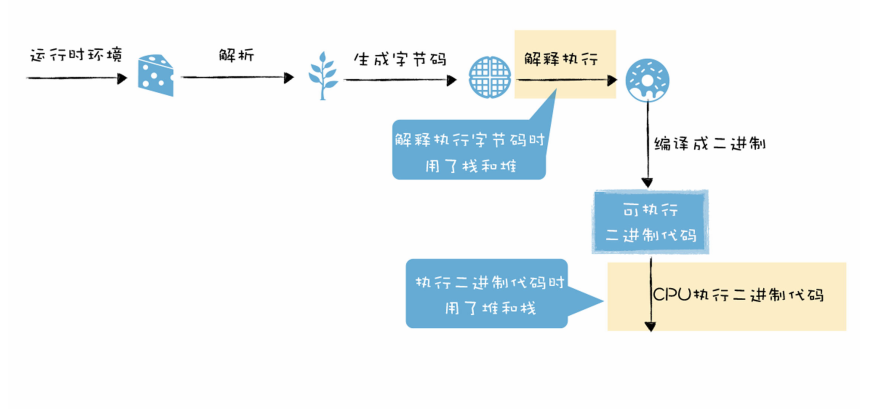 运行时环境
解析
生成字节码
解释执行
解释执行字节码时
用了栈和堆
编译成二进制
可执行
二进制代码
执行二进制代码时
用了堆和栈
CPU执行二进制代码